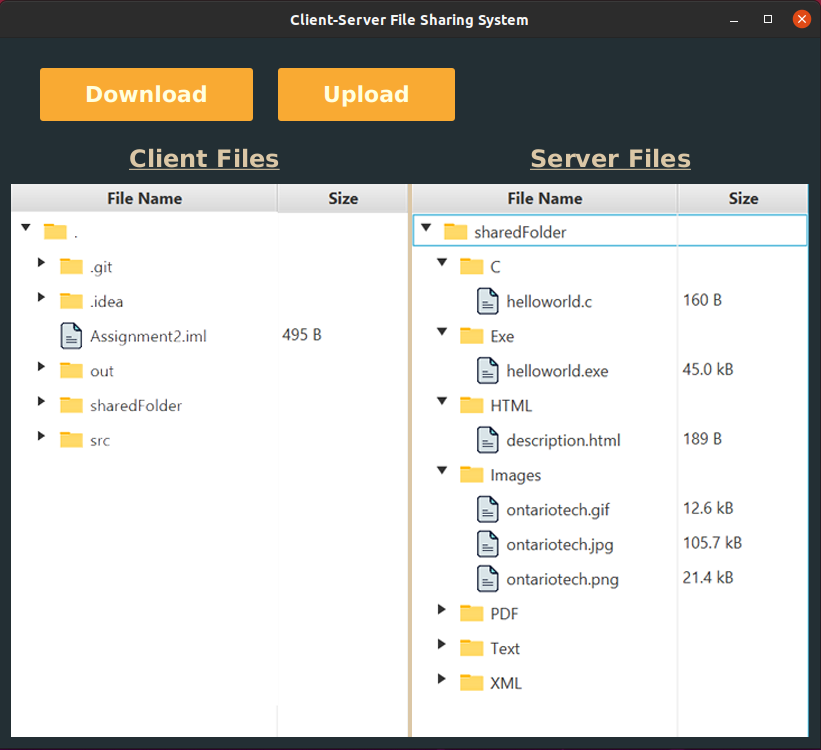 Client-Server File Sharing System
Download Upload
Client Files
File Name Size
.
.git
.idea
Assignment2.iml 495 B
out
sharedFolder
src
Server Files
File Name Size
sharedFolder
C
helloworld.c 160 B
Exe
helloworld.exe 45.0 kB
HTML
description.html 189 B
Images
ontariotech.gif 12.6 kB
ontariotech.jpg 105.7 kB
ontariotech.png 21.4 kB
PDF
Text
XML